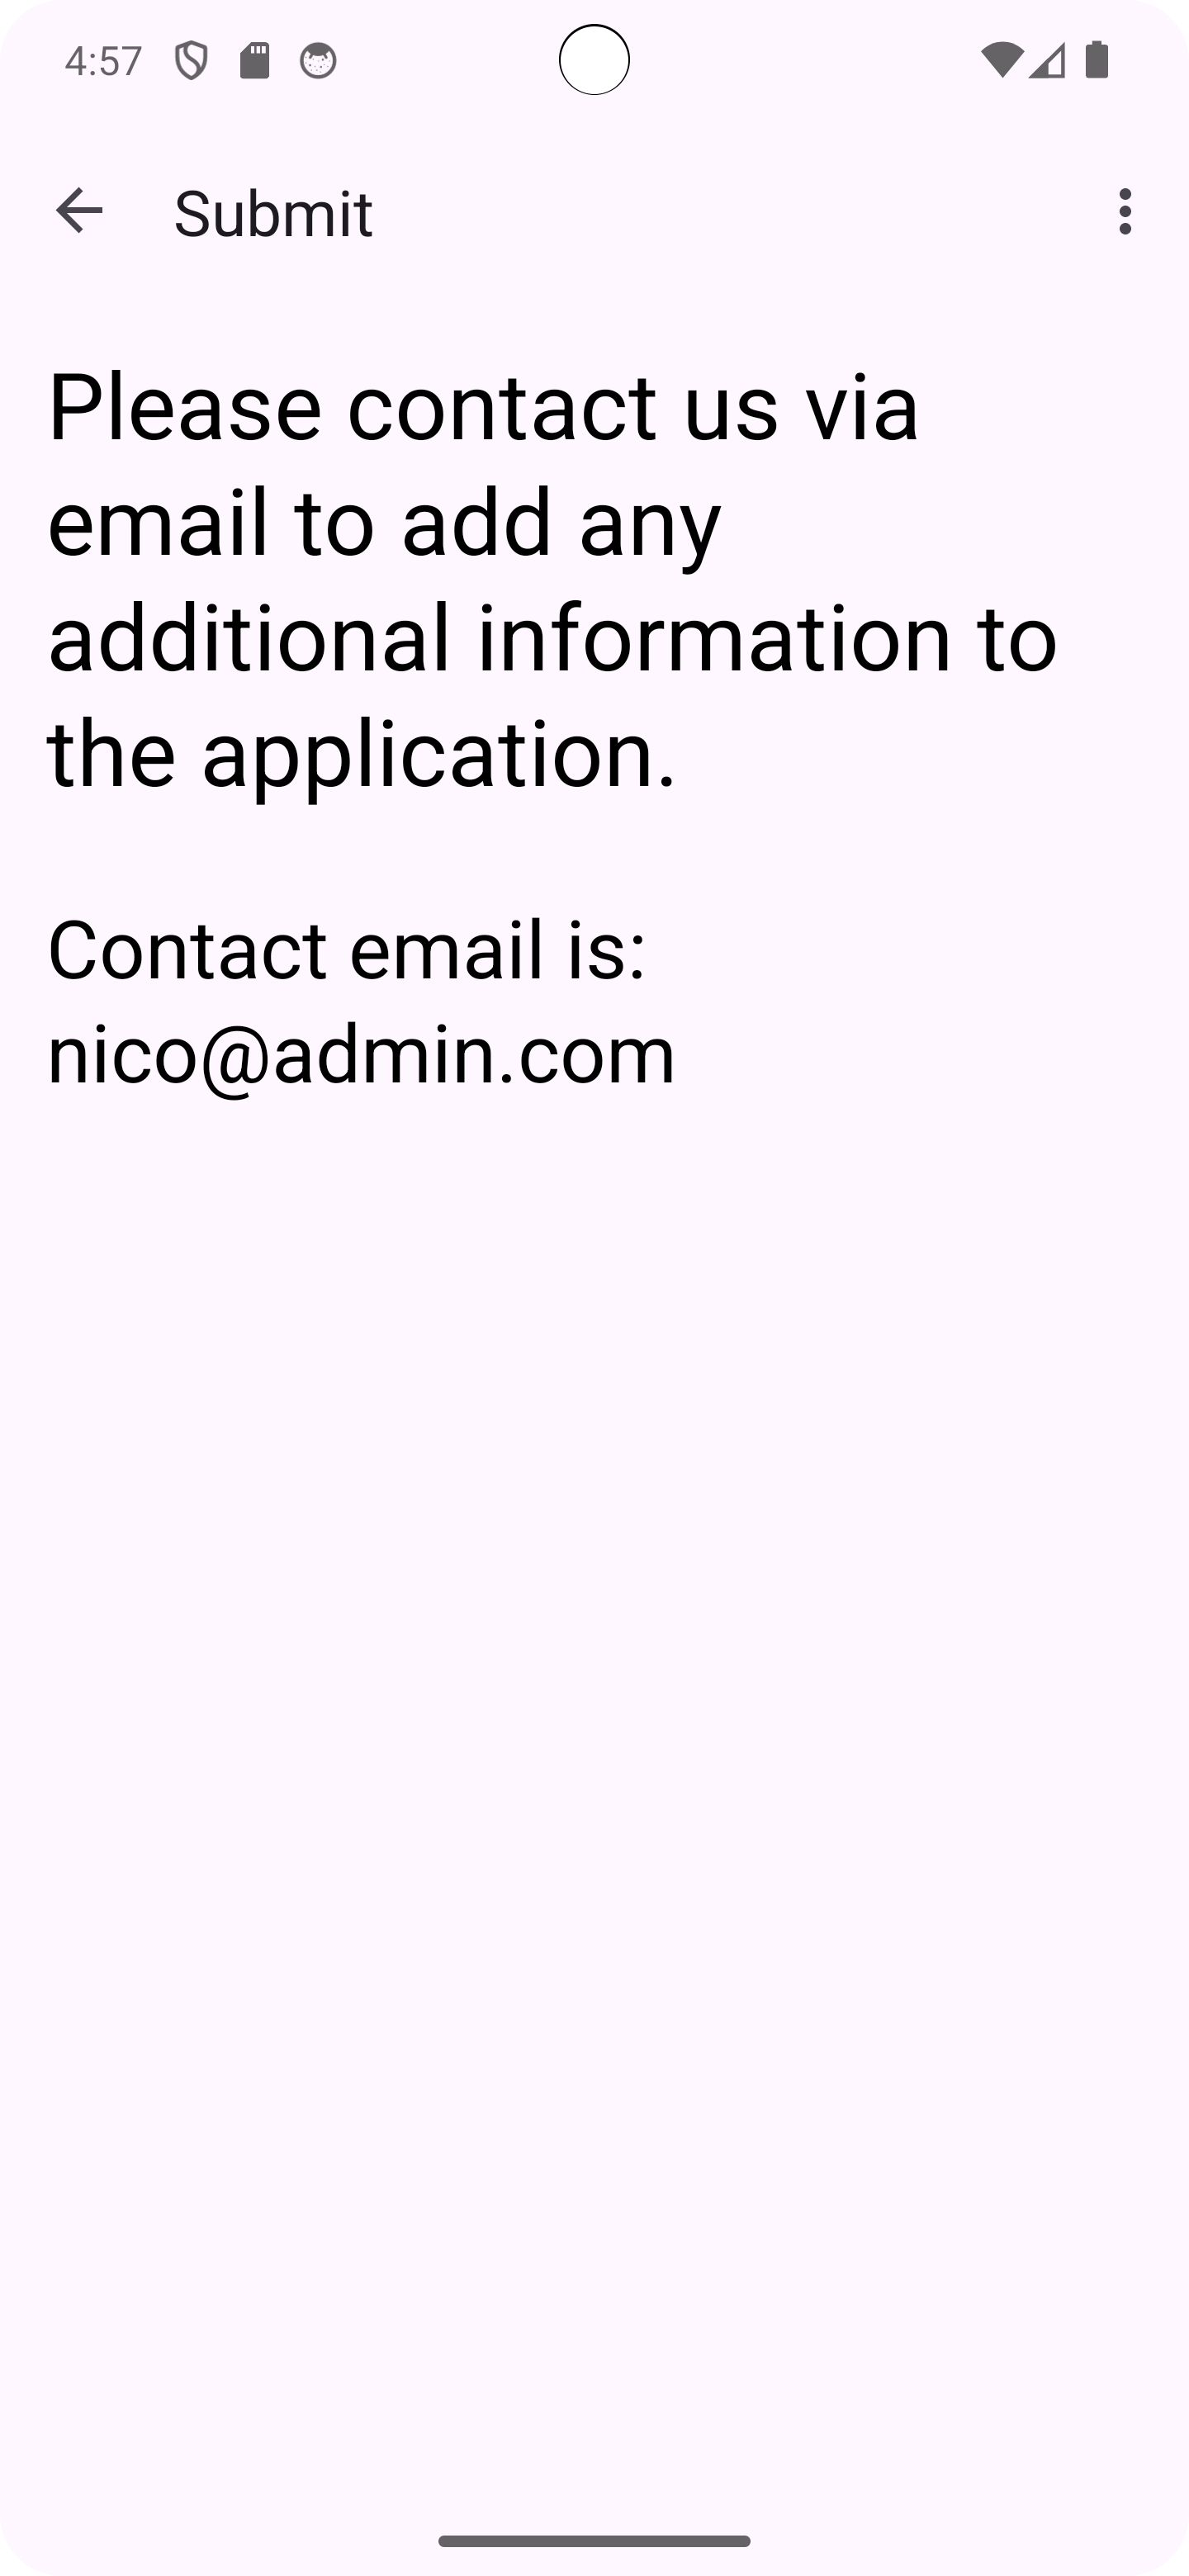 4:57
Submit
Please contact us via
email to add any
additional information to
the application.
Contact email is:
nico@admin.com